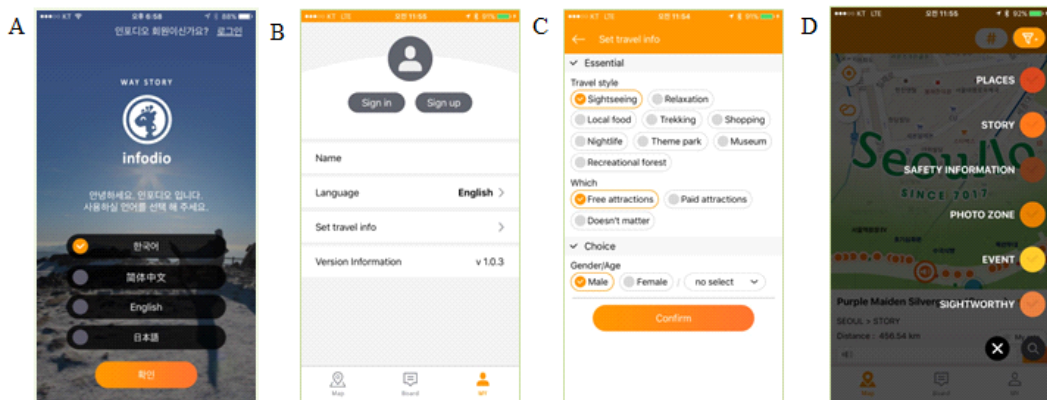 A
KT
오후 6:58
88%
인포디오 회원이신가요? 로그인
WAY STORY
infodio
안녕하세요. 인포디오 입니다.
사용하실 언어를 선택 해 주세요.
한국어
简体中文
English
日本語
확인
B
KT LTE
오전 11:55
91%
Sign in
Sign up
Name
Language English
Set travel info
Version Information v 1.0.3
Map Board MY
C
KT LTE
오전 11:54
91%
Set travel info
Essential
Travel style
Sightseeing Relaxation
Local food Trekking Shopping
Nightlife Theme park Museum
Recreational forest
Which
Free attractions Paid attractions
Doesn't matter
Choice
Gender/Age
Male Female / no select
Confirm
D
KT LTE
오전 11:55
92%
#
PLACES
STORY
Seoullo
SAFETY INFORMATION
SINCE 2017
PHOTO ZONE
EVENT
Purple Maiden Silvergr
SIGHTWORTHY
SEOUL > STORY
Distance : 456.54 km
Map Board MY